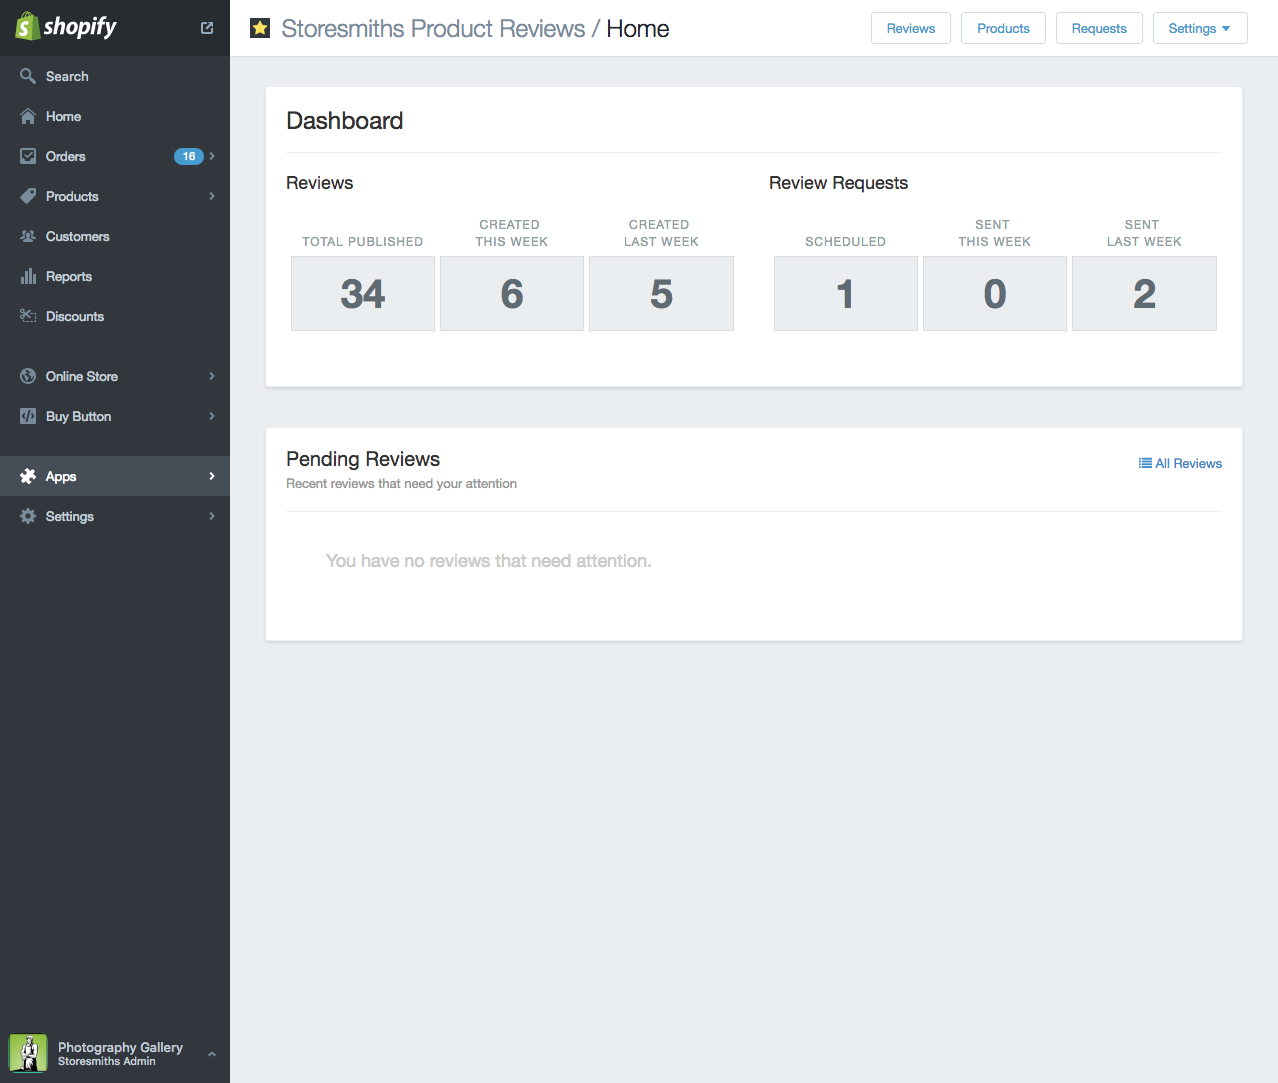 shopify
Search
Home
Orders 16
Products
Customers
Reports
Discounts
Online Store
Buy Button
Apps
Settings
Photography Gallery
Storesmiths Admin
Storesmiths Product Reviews / Home
Reviews Products Requests Settings
Dashboard
Reviews
TOTAL PUBLISHED
34
CREATED
THIS WEEK
6
CREATED
LAST WEEK
5
Review Requests
SCHEDULED
1
SENT
THIS WEEK
0
SENT
LAST WEEK
2
Pending Reviews
Recent reviews that need your attention
All Reviews
You have no reviews that need attention.